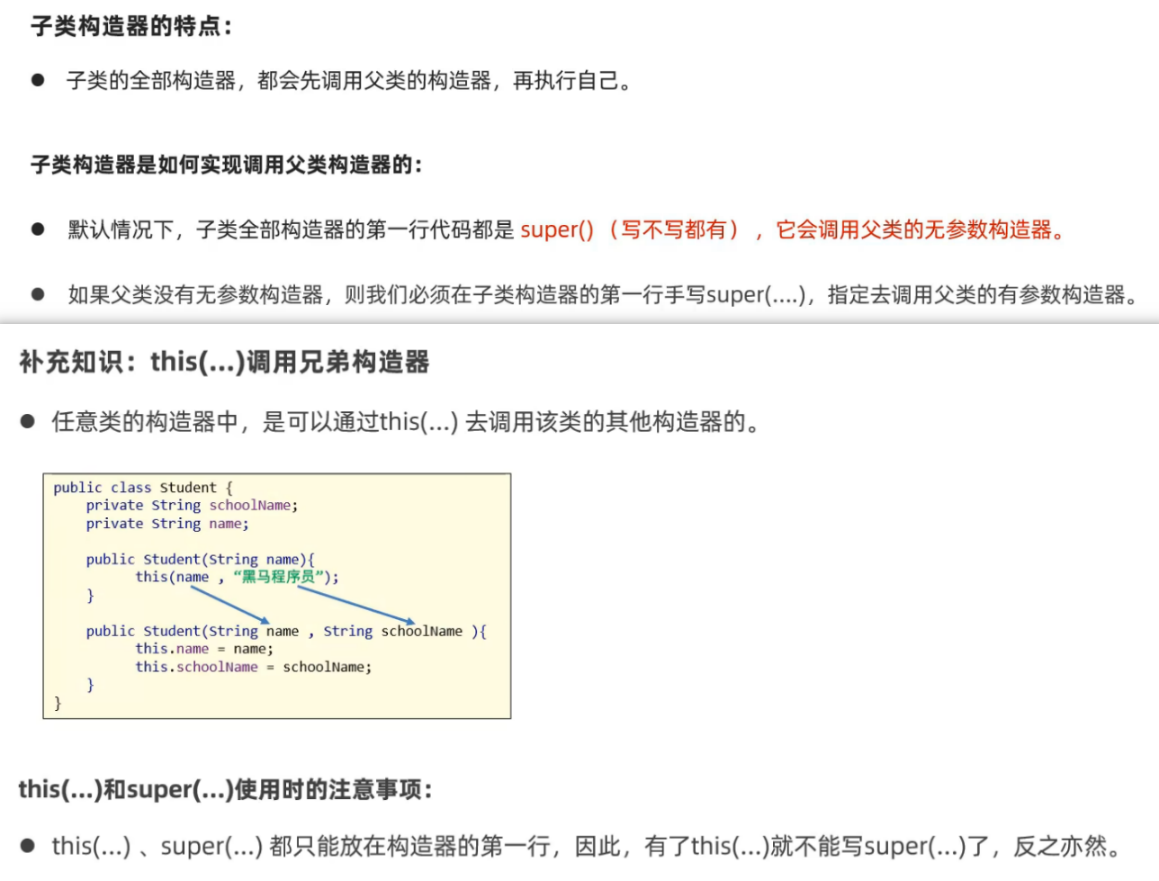 子类构造器的特点：
● 子类的全部构造器，都会先调用父类的构造器，再执行自己。
子类构造器是如何实现调用父类构造器的：
● 默认情况下，子类全部构造器的第一行代码都是 super()（写不写都有），它会调用父类的无参数构造器。
● 如果父类没有无参数构造器，则我们必须在子类构造器的第一行手写super(....)，指定去调用父类的有参数构造器。
补充知识：this(...)调用兄弟构造器
● 任意类的构造器中，是可以通过this(...) 去调用该类的其他构造器的。
public class Student {
private String schoolName;
private String name;
public Student(String name){
this(name , “黑马程序员”);
}
public Student(String name , String schoolName ){
this.name = name;
this.schoolName = schoolName;
}
}
this(...)和super(...)使用时的注意事项：
● this(...) 、super(...) 都只能放在构造器的第一行，因此，有了this(...)就不能写super(...)了，反之亦然。